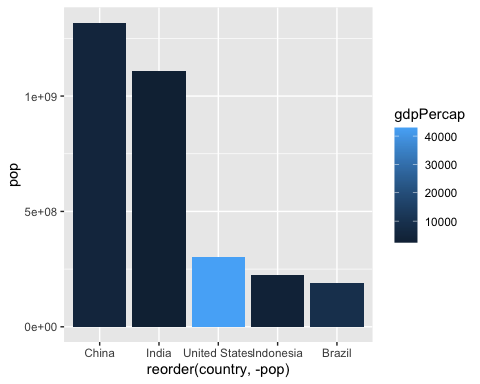 gdpPercap
40000
30000
20000
10000
pop
1e+09
5e+08
0e+00
China India United States Indonesia Brazil
reorder(country, -pop)